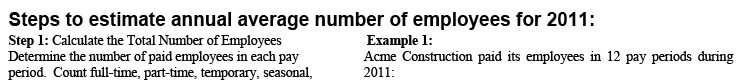 Steps to estimate annual average number of employees for 2011:
Step 1: Calculate the Total Number of Employees
Determine the number of paid employees in each pay
period. Count full-time, part-time, temporary, seasonal,
Example 1:
Acme Construction paid its employees in 12 pay periods during
2011: